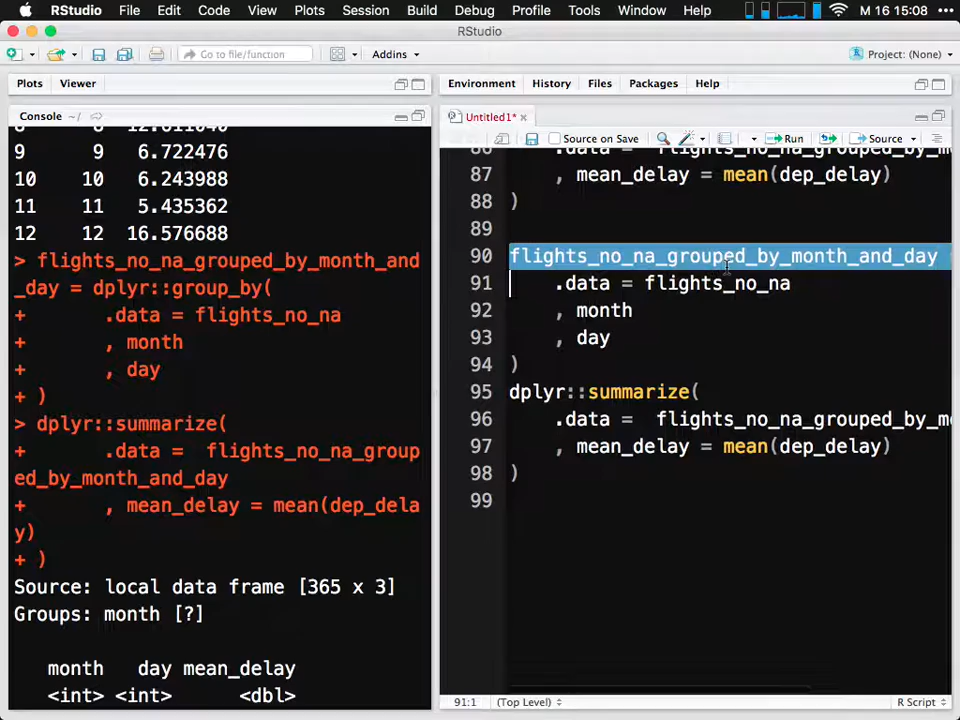 RStudio File Edit Code View Plots Session Build Debug Profile Tools Window Help M 16 15:08
RStudio
Go to file/function Addins Project: (None)
Plots Viewer
Environment History Files Packages Help
Console ~/
Untitled1*
Source on Save Run Source
9 9 6.722476
10 10 6.243988
11 11 5.435362
12 12 16.576688
> flights_no_na_grouped_by_month_and
_day = dplyr::group_by(
+ .data = flights_no_na
+ , month
+ , day
+ )
> dplyr::summarize(
+ .data =  flights_no_na_group
ed_by_month_and_day
+ , mean_delay = mean(dep_dela
y)
+ )
Source: local data frame [365 x 3]
Groups: month [?]
month day mean_delay
<int> <int> <dbl>
87 , mean_delay = mean(dep_delay)
88 )
89
90 flights_no_na_grouped_by_month_and_day
91 .data = flights_no_na
92 , month
93 , day
94 )
95 dplyr::summarize(
96 .data =  flights_no_na_grouped_by_m
97 , mean_delay = mean(dep_delay)
98 )
99
91:1 (Top Level) R Script